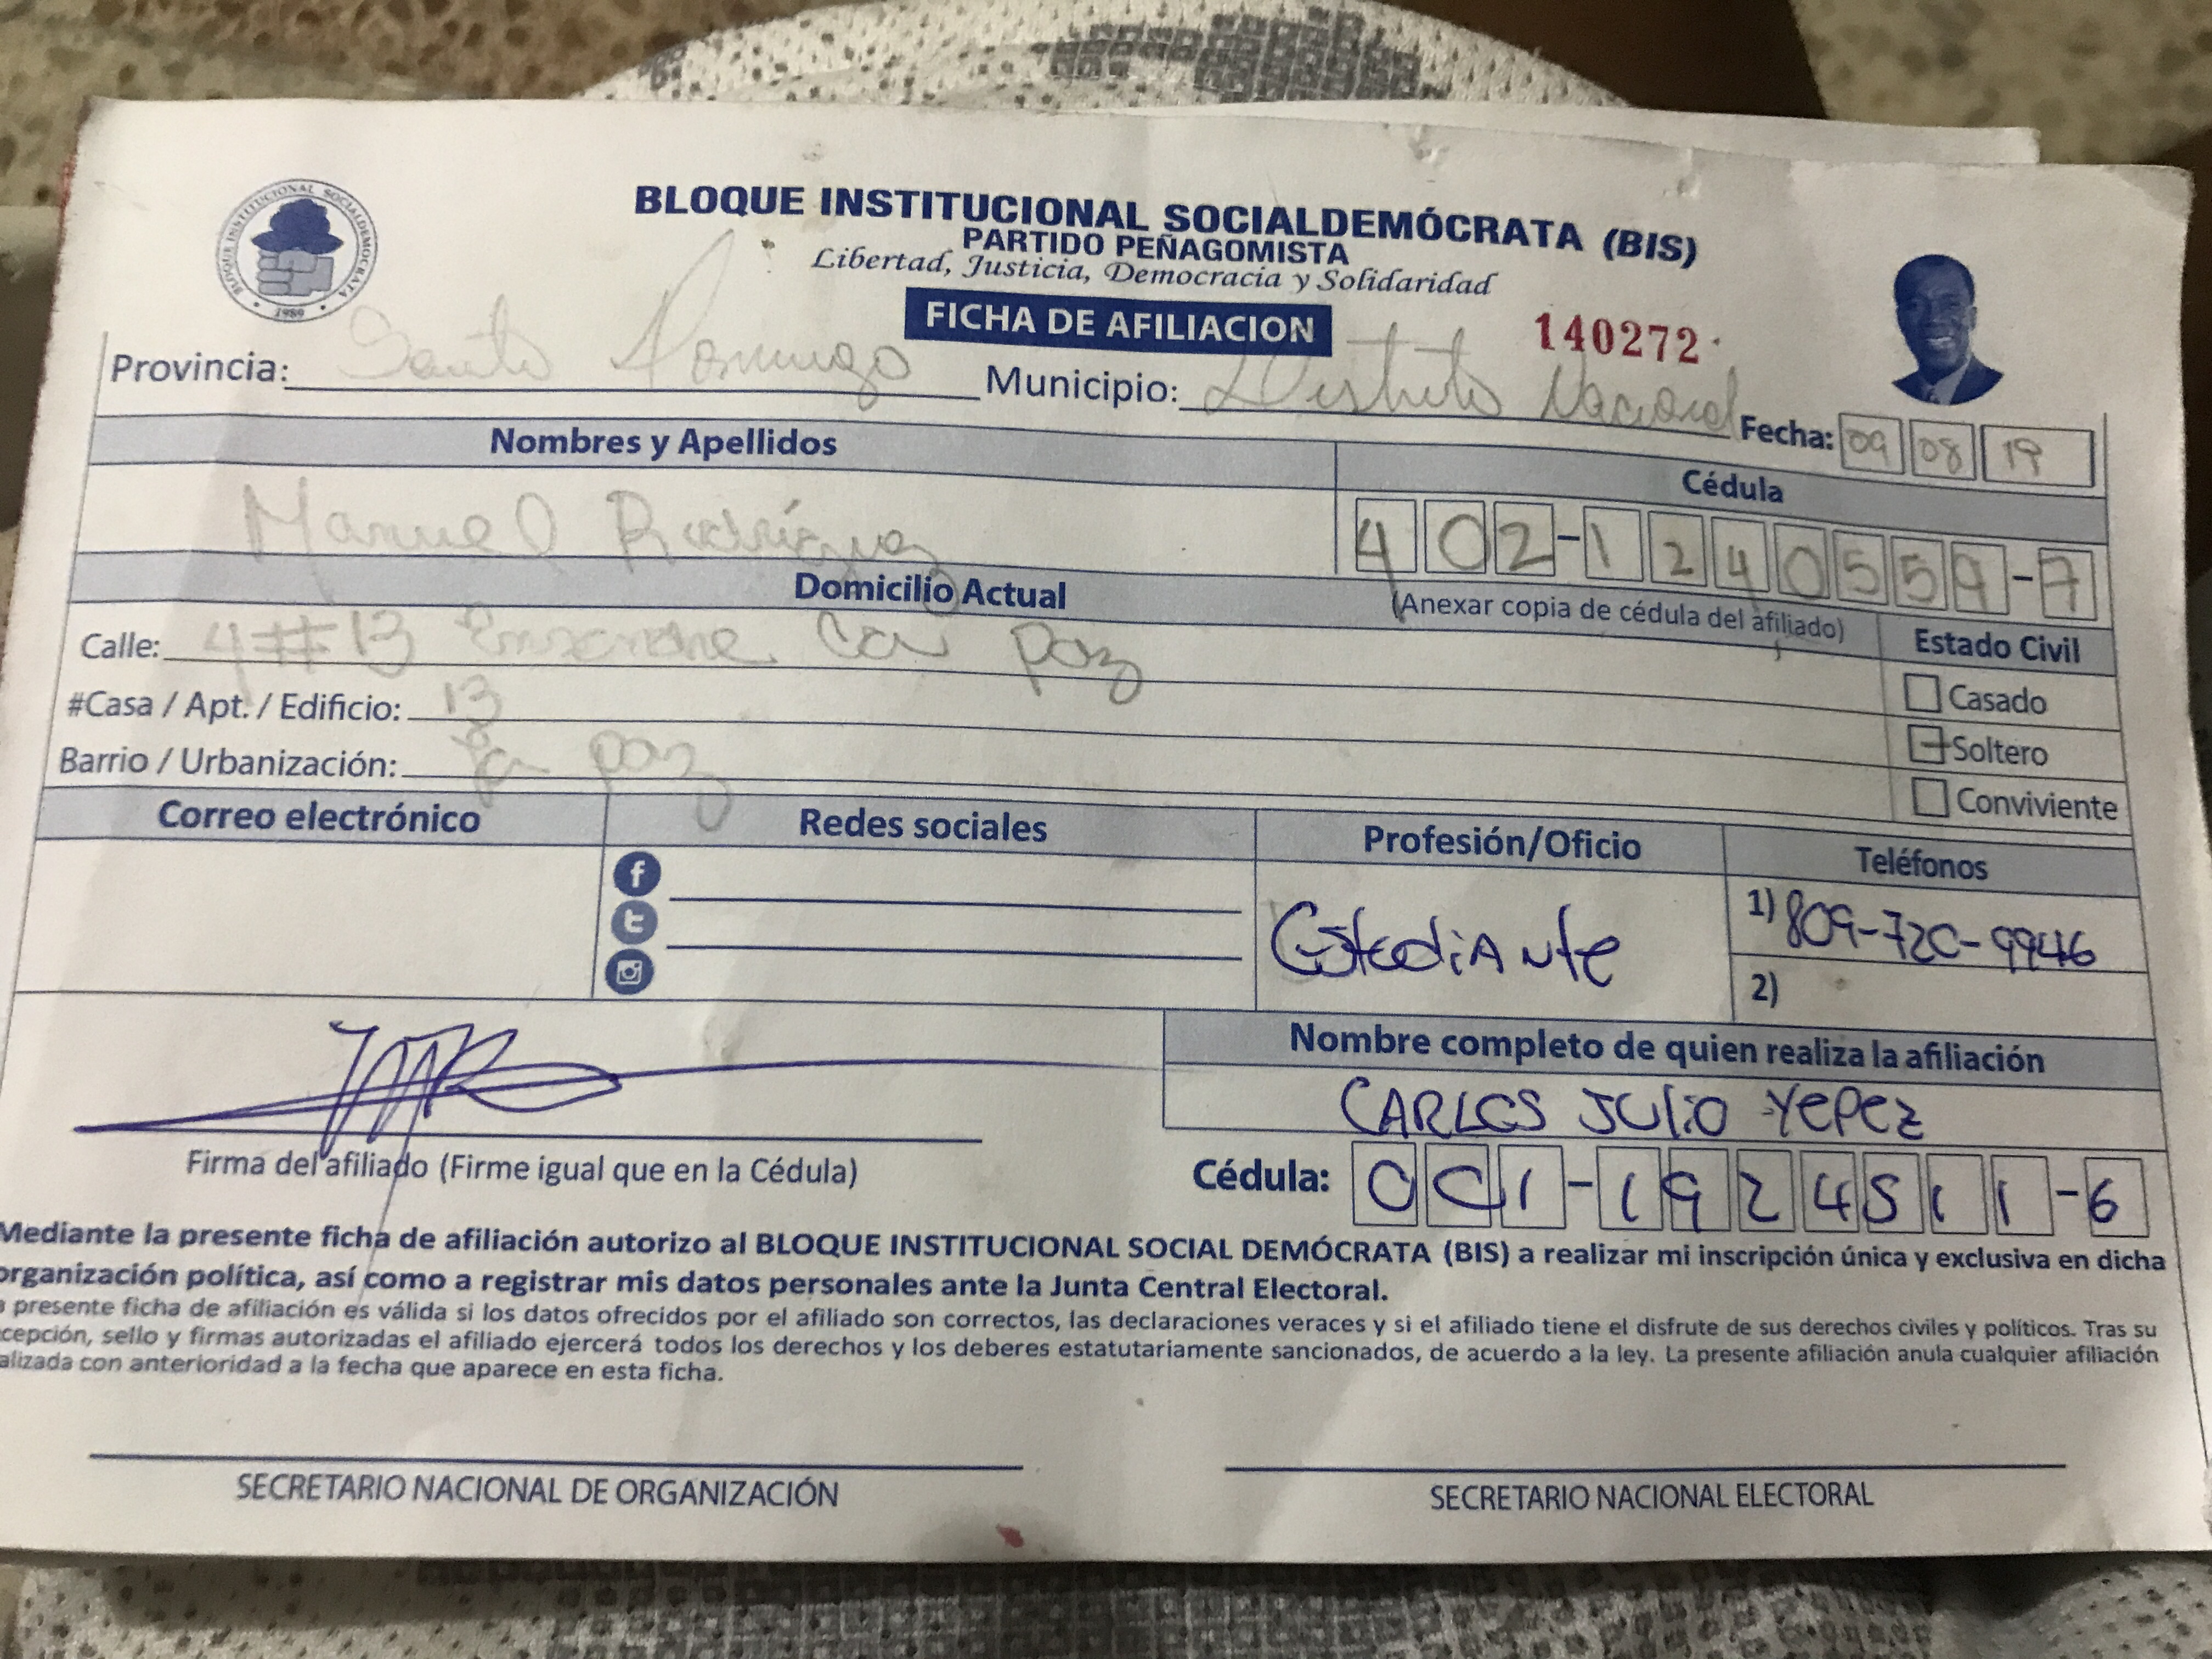 BLOQUE INSTITUCIONAL SOCIALDEMÓCRATA (BIS)
PARTIDO PEÑAGOMISTA
Libertad, Justicia, Democracia y Solidaridad
BLOQUE INSTITUCIONAL SOCIALDEMOCRATA
1989
FICHA DE AFILIACION
140272
Provincia: Santo Domingo Municipio: Distrito Nacional Fecha: 09 08 19
Nombres y Apellidos Cédula
Manuel Rodríguez 402-1240559-7
Domicilio Actual (Anexar copia de cédula del afiliado)
Estado Civil
Calle: 4 #13 Ensanche La paz
Casado
#Casa / Apt. / Edificio: 13
Soltero
Barrio / Urbanización: La paz
Conviviente
Correo electrónico Redes sociales Profesión/Oficio Teléfonos
f
t
Estudiante
1) 809-720-9946
2)
Nombre completo de quien realiza la afiliación
CARLOS JULIO YEPEZ
Firma del afiliado (Firme igual que en la Cédula)
Cédula: 001-1924511-6
Mediante la presente ficha de afiliación autorizo al BLOQUE INSTITUCIONAL SOCIAL DEMÓCRATA (BIS) a realizar mi inscripción única y exclusiva en dicha
organización política, así como a registrar mis datos personales ante la Junta Central Electoral.
a presente ficha de afiliación es válida si los datos ofrecidos por el afiliado son correctos, las declaraciones veraces y si el afiliado tiene el disfrute de sus derechos civiles y políticos. Tras su
cepción, sello y firmas autorizadas el afiliado ejercerá todos los derechos y los deberes estatutariamente sancionados, de acuerdo a la ley. La presente afiliación anula cualquier afiliación
alizada con anterioridad a la fecha que aparece en esta ficha.
SECRETARIO NACIONAL DE ORGANIZACIÓN SECRETARIO NACIONAL ELECTORAL